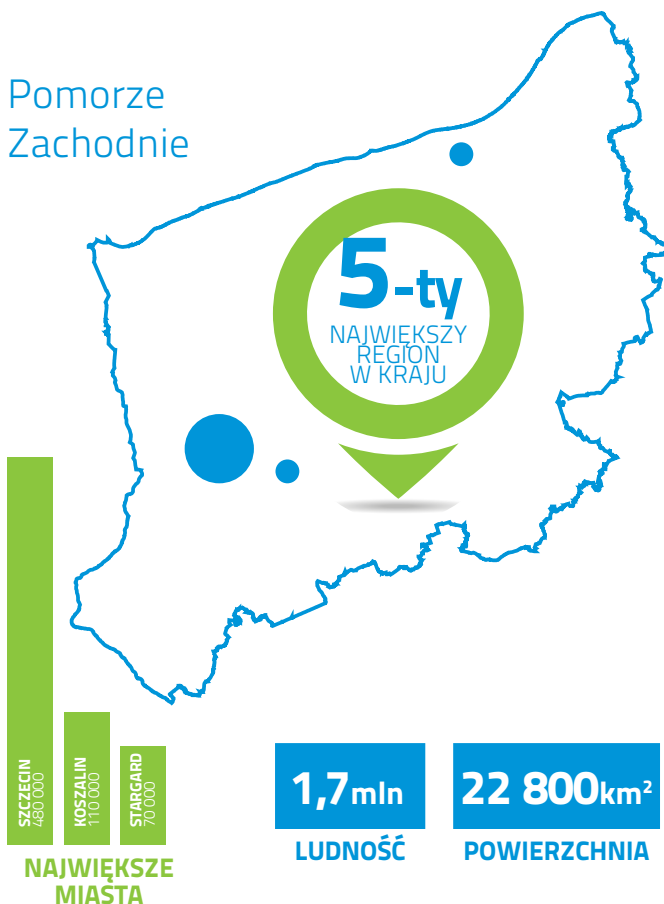 Pomorze
Zachodnie
5-ty
NAJWIĘKSZY
REGION
W KRAJU
SZCZECIN
480 000
KOSZALIN
110 000
STARGARD
70 000
NAJWIĘKSZE
MIASTA
1,7mln
LUDNOŚĆ
22 800km²
POWIERZCHNIA